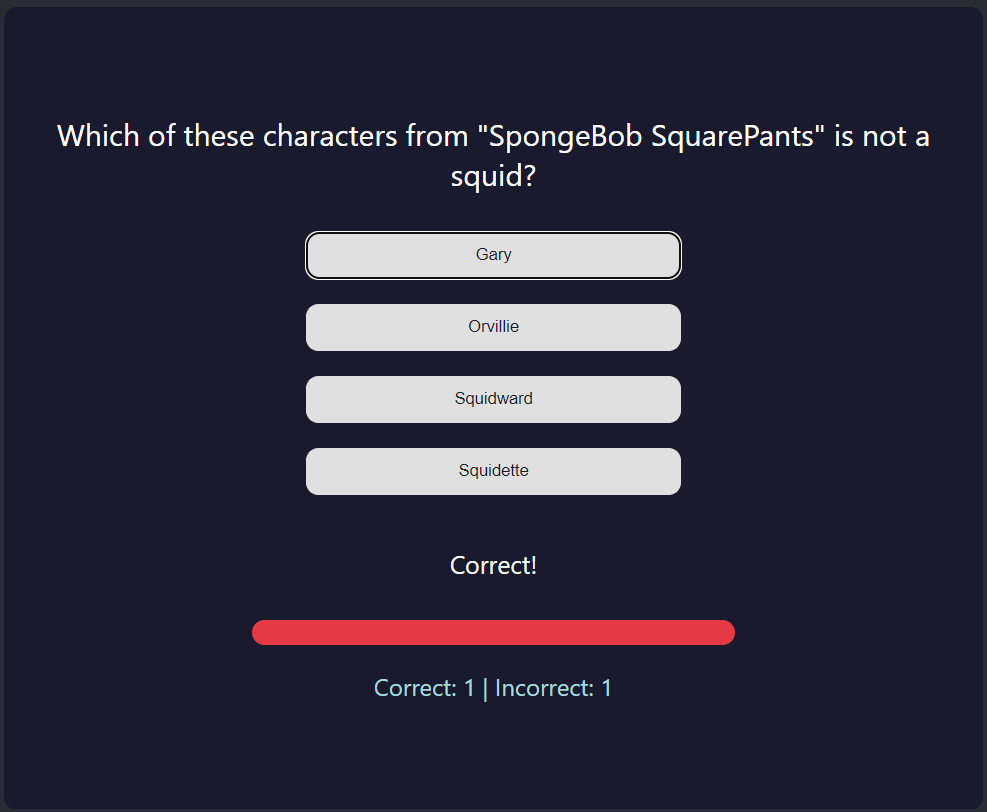 Which of these characters from "SpongeBob SquarePants" is not a
squid?
Gary
Orvillie
Squidward
Squidette
Correct!
Correct: 1 | Incorrect: 1